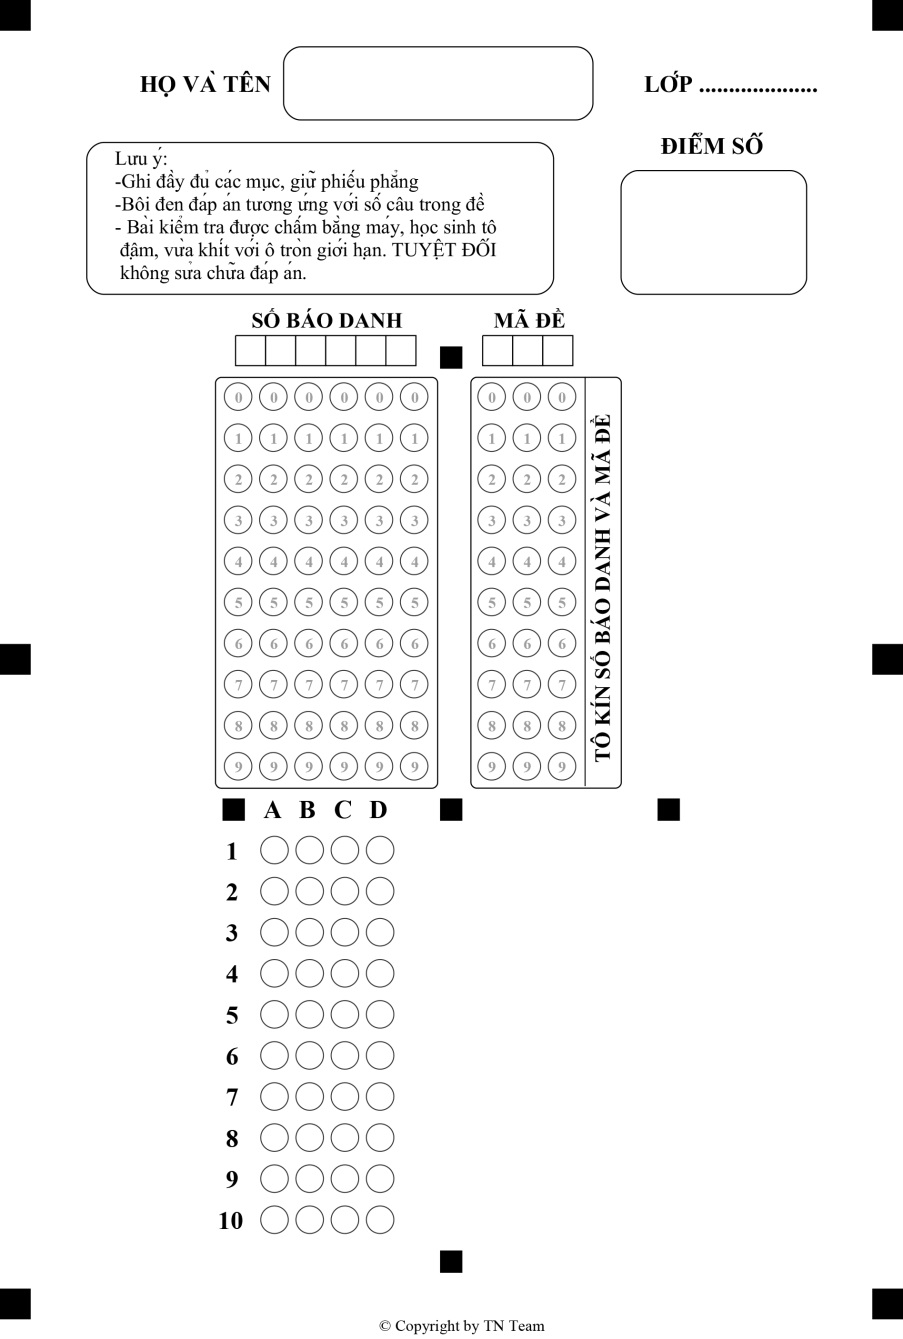 HỌ VÀ TÊN
LỚP ....................
ĐIỂM SỐ
Lưu ý:
-Ghi đầy đủ các mục, giữ phiếu phẳng
-Bôi đen đáp án tương ứng với số câu trong đề
- Bài kiểm tra được chấm bằng máy, học sinh tô
đậm, vừa khít với ô tròn giới hạn. TUYỆT ĐỐI
không sửa chữa đáp án.
SỐ BÁO DANH
MÃ ĐỀ
0 0 0 0 0 0 0 0 0
1 1 1 1 1 1 1 1 1
2 2 2 2 2 2 2 2 2
3 3 3 3 3 3 3 3 3
4 4 4 4 4 4 4 4 4
5 5 5 5 5 5 5 5 5
6 6 6 6 6 6 6 6 6
7 7 7 7 7 7 7 7 7
8 8 8 8 8 8 8 8 8
9 9 9 9 9 9 9 9 9
TÔ KÍN SỐ BÁO DANH VÀ MÃ ĐỀ
A B C D
1
2
3
4
5
6
7
8
9
10
© Copyright by TN Team